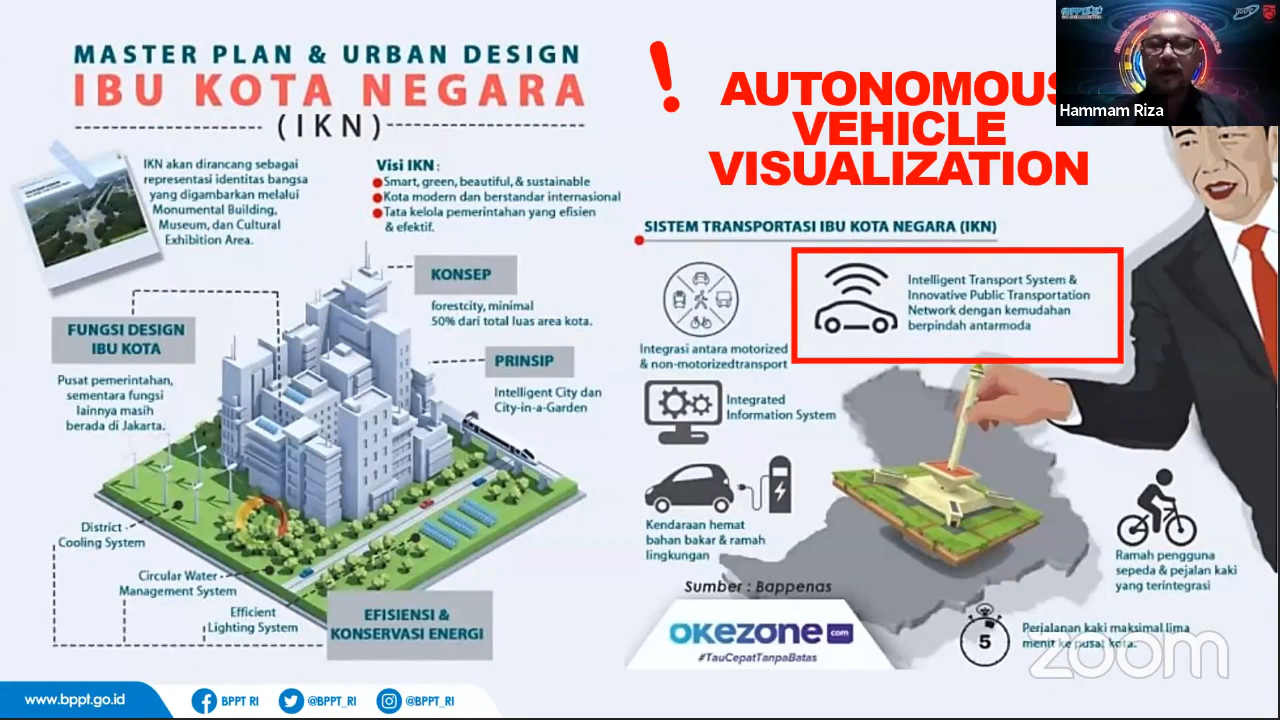 MASTER PLAN & URBAN DESIGN
IBU KOTA NEGARA
(IKN)
IKN akan dirancang sebagai
representasi identitas bangsa
yang digambarkan melalui
Monumental Building,
Museum, dan Cultural
Exhibition Area.
Visi IKN :
Smart, green, beautiful, & sustainable
Kota modern dan berstandar internasional
Tata kelola pemerintahan yang efisien
& efektif.
KONSEP
forestcity, minimal
50% dari total luas area kota.
FUNGSI DESIGN
IBU KOTA
Pusat pemerintahan,
sementara fungsi
lainnya masih
berada di Jakarta.
PRINSIP
Intelligent City dan
City-in-a-Garden
District
Cooling System
Circular Water
Management System
Efficient
Lighting System
EFISIENSI &
KONSERVASI ENERGI
! AUTONOMOUS
VEHICLE
VISUALIZATION
Hammam Riza
SISTEM TRANSPORTASI IBU KOTA NEGARA (IKN)
Integrasi antara motorized
& non-motorizedtransport
Intelligent Transport System &
Innovative Public Transportation
Network dengan kemudahan
berpindah antarmoda
Integrated
Information System
Kendaraan hemat
bahan bakar & ramah
lingkungan
Ramah pengguna
sepeda & pejalan kaki
yang terintegrasi
Sumber : Bappenas
OKEZONE com
#TauCepatTanpaBatas
5
Perjalanan kaki maksimal lima
menit ke pusat kota.
zoom
www.bppt.go.id
BPPT RI
@BPPT_RI
@BPPT_RI